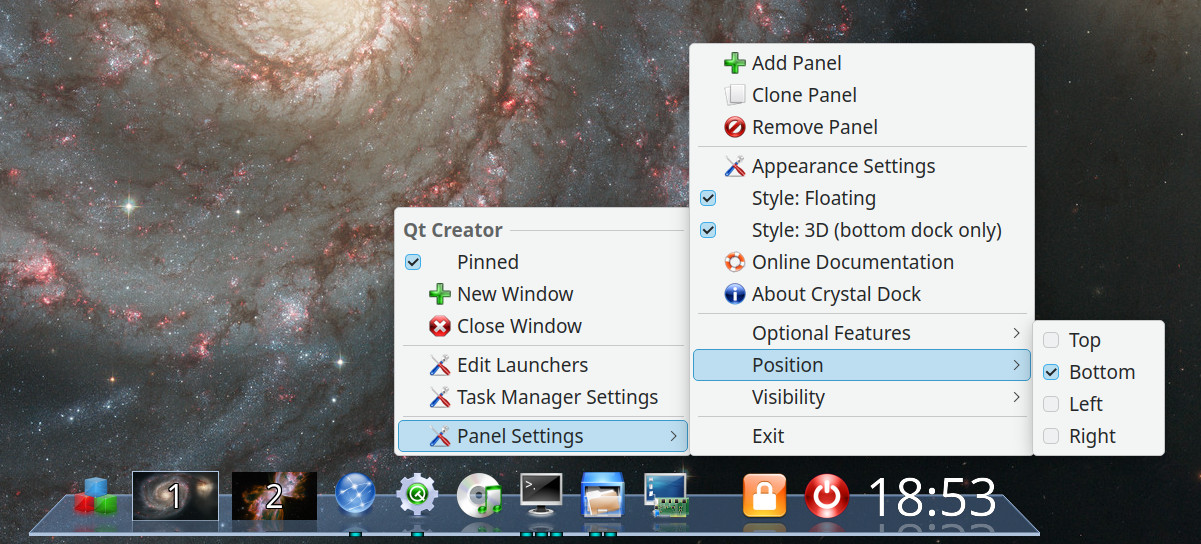 Qt Creator
Pinned
New Window
Close Window
Edit Launchers
Task Manager Settings
Panel Settings
Add Panel
Clone Panel
Remove Panel
Appearance Settings
Style: Floating
Style: 3D (bottom dock only)
Online Documentation
About Crystal Dock
Optional Features
Position
Visibility
Exit
Top
Bottom
Left
Right
1 2 >_ 18:53